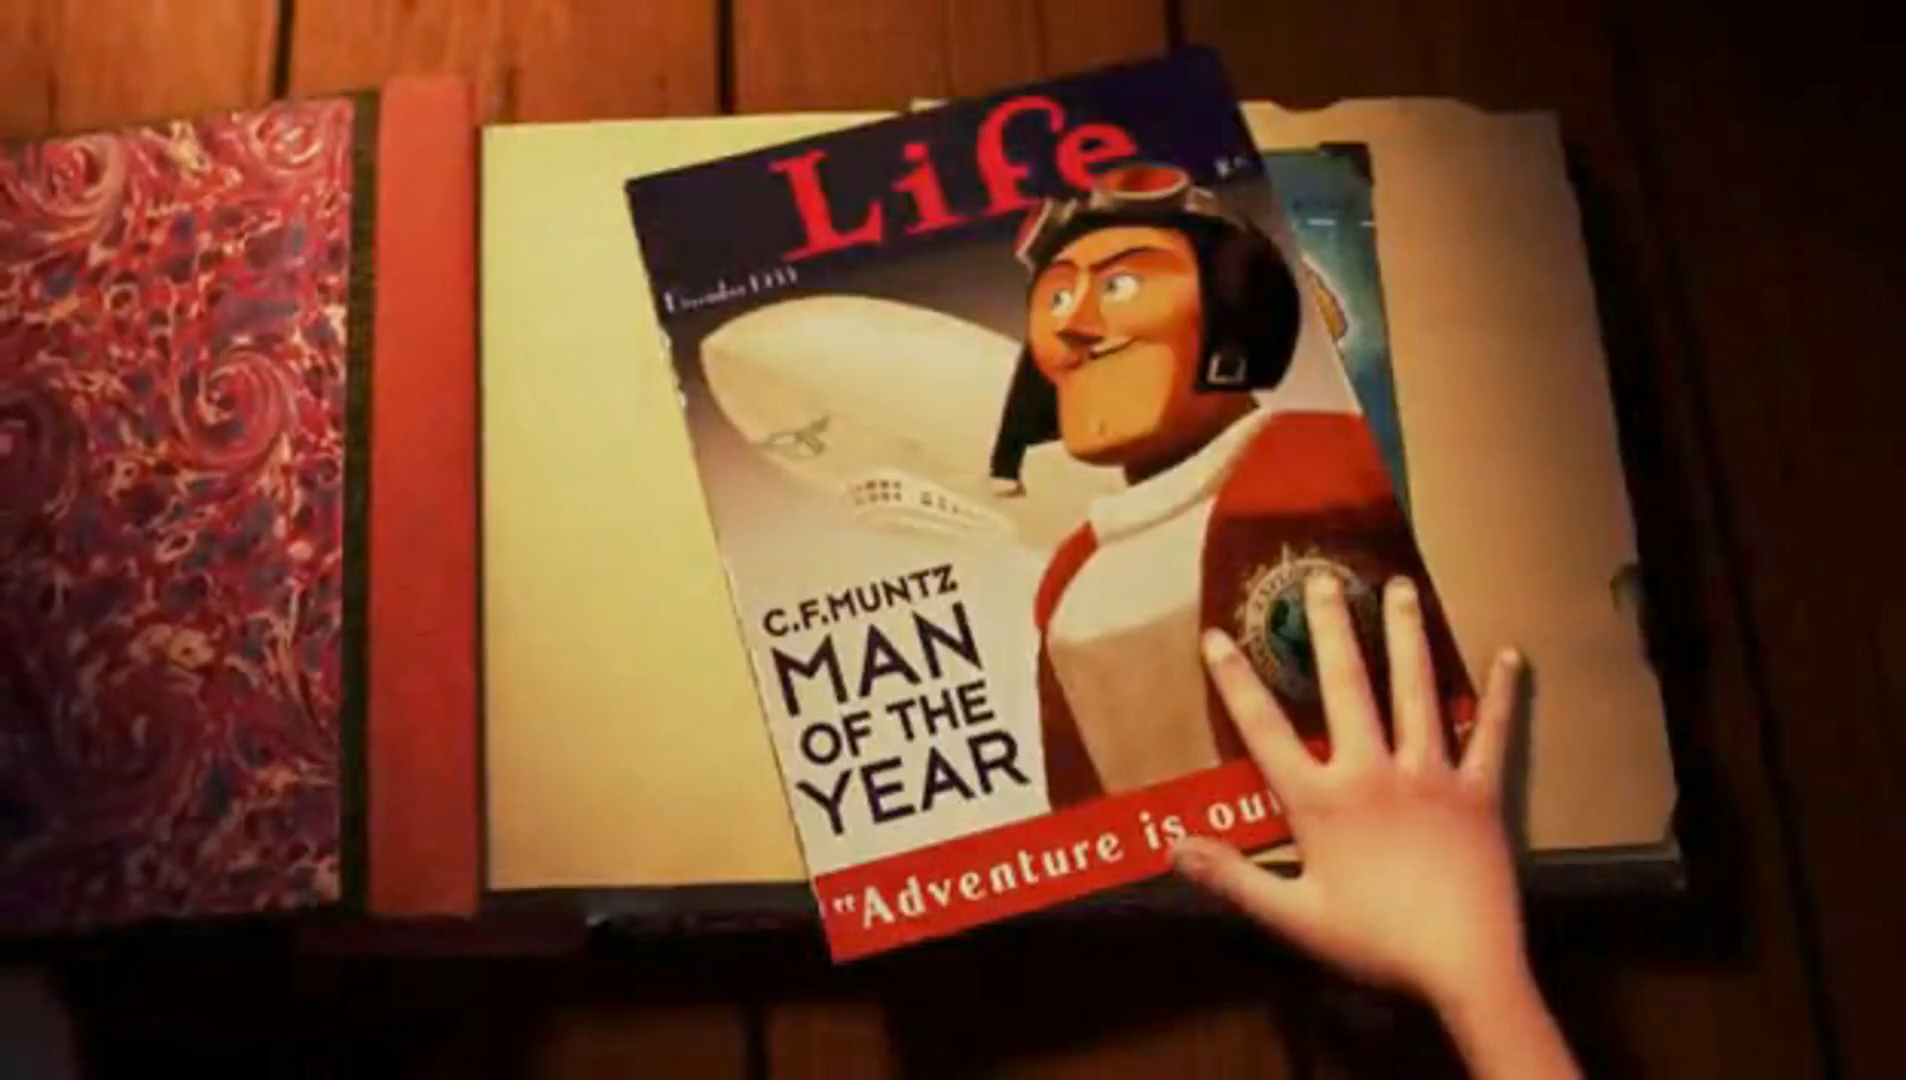 Life
C.F.MUNTZ
MAN
OF THE
YEAR
"Adventure is